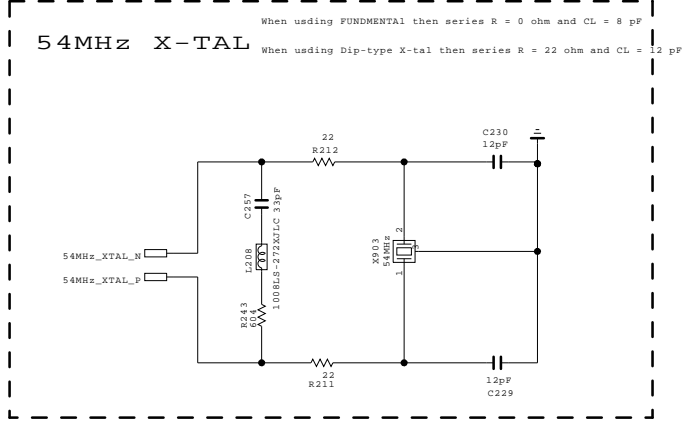 When usding FUNDMENTAl then series R = 0 ohm and CL = 8 pF
54MHz X-TAL
When usding Dip-type X-tal then series R = 22 ohm and CL = 12 pF
C230
12pF
22
R212
C257
33pF
L208
1008LS-272XJLC
R243
604
54MHz_XTAL_N
54MHz_XTAL_P
X903
54MHz
2
3
1
22
R211
12pF
C229